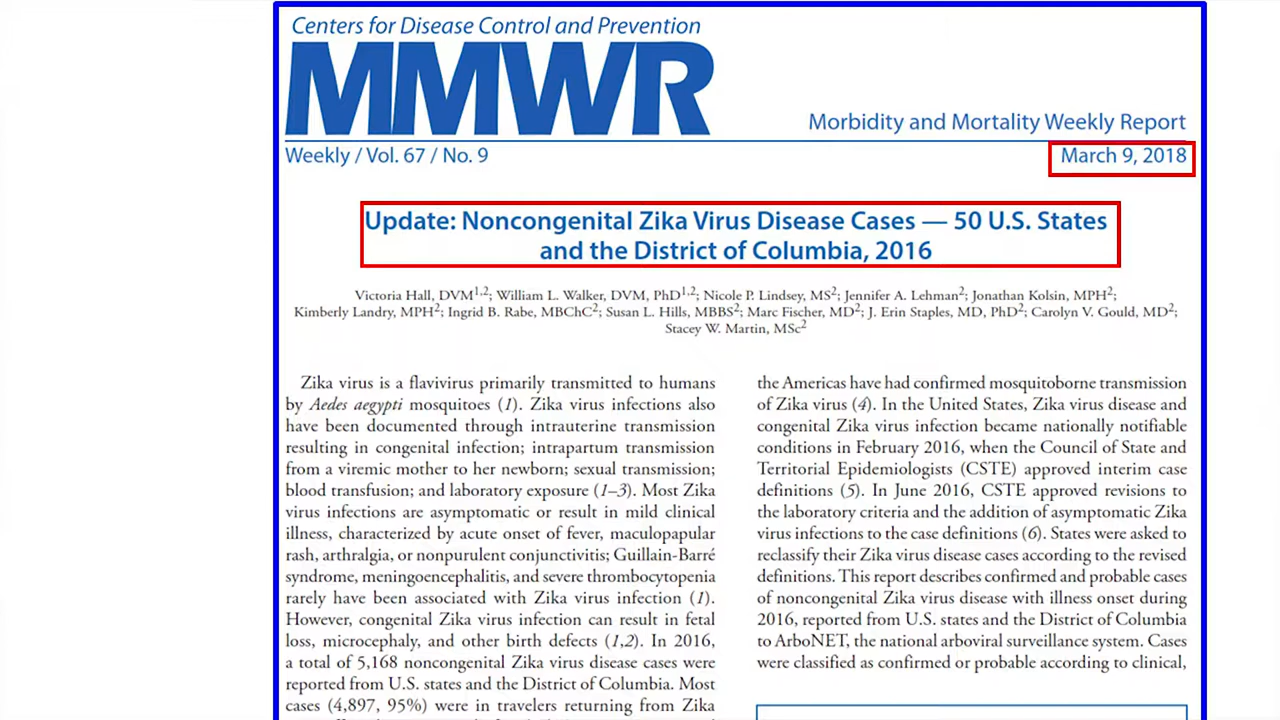 Centers for Disease Control and Prevention
MMWR
Morbidity and Mortality Weekly Report
Weekly / Vol. 67 / No. 9
March 9, 2018
Update: Noncongenital Zika Virus Disease Cases — 50 U.S. States
and the District of Columbia, 2016
Victoria Hall, DVM1,2; William L. Walker, DVM, PhD1,2; Nicole P. Lindsey, MS2; Jennifer A. Lehman2; Jonathan Kolsin, MPH2;
Kimberly Landry, MPH2; Ingrid B. Rabe, MBChC2; Susan L. Hills, MBBS2; Marc Fischer, MD2; J. Erin Staples, MD, PhD2; Carolyn V. Gould, MD2;
Stacey W. Martin, MSc2
Zika virus is a flavivirus primarily transmitted to humans
by Aedes aegypti mosquitoes (1). Zika virus infections also
have been documented through intrauterine transmission
resulting in congenital infection; intrapartum transmission
from a viremic mother to her newborn; sexual transmission;
blood transfusion; and laboratory exposure (1–3). Most Zika
virus infections are asymptomatic or result in mild clinical
illness, characterized by acute onset of fever, maculopapular
rash, arthralgia, or nonpurulent conjunctivitis; Guillain-Barré
syndrome, meningoencephalitis, and severe thrombocytopenia
rarely have been associated with Zika virus infection (1).
However, congenital Zika virus infection can result in fetal
loss, microcephaly, and other birth defects (1,2). In 2016,
a total of 5,168 noncongenital Zika virus disease cases were
reported from U.S. states and the District of Columbia. Most
cases (4,897, 95%) were in travelers returning from Zika
the Americas have had confirmed mosquitoborne transmission
of Zika virus (4). In the United States, Zika virus disease and
congenital Zika virus infection became nationally notifiable
conditions in February 2016, when the Council of State and
Territorial Epidemiologists (CSTE) approved interim case
definitions (5). In June 2016, CSTE approved revisions to
the laboratory criteria and the addition of asymptomatic Zika
virus infections to the case definitions (6). States were asked to
reclassify their Zika virus disease cases according to the revised
definitions. This report describes confirmed and probable cases
of noncongenital Zika virus disease with illness onset during
2016, reported from U.S. states and the District of Columbia
to ArboNET, the national arboviral surveillance system. Cases
were classified as confirmed or probable according to clinical,